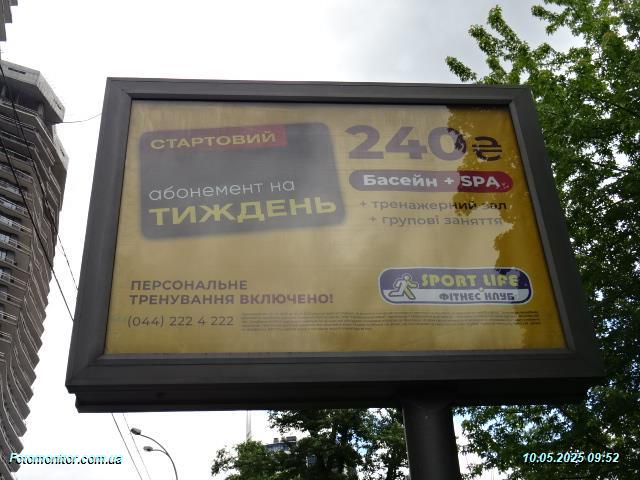 СТАРТОВИЙ
абонемент на
ТИЖДЕНЬ
240₴
Басейн + SPA
+ тренажерний зал
+ групові заняття
ПЕРСОНАЛЬНЕ
ТРЕНУВАННЯ ВКЛЮЧЕНО!
(044) 222 4 222
SPORT LIFE
ФІТНЕС КЛУБ
Fotomonitor.com.ua
10.05.2025 09:52